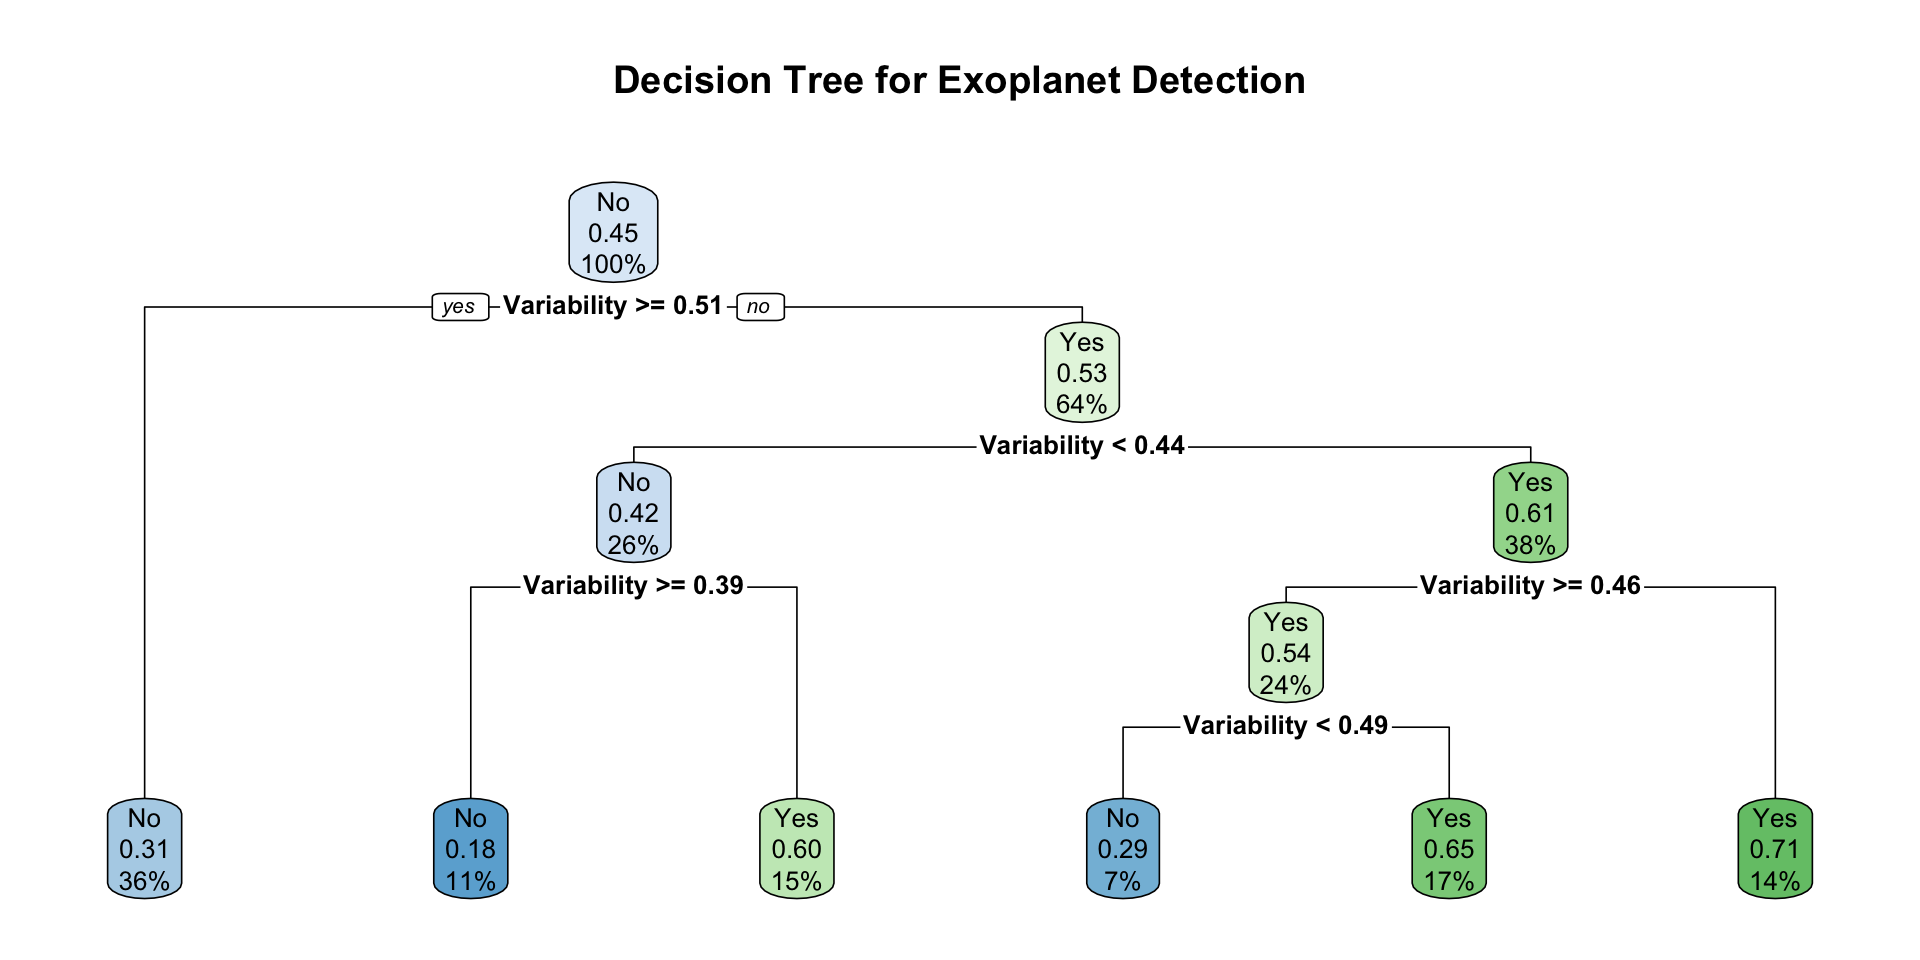 Decision Tree for Exoplanet Detection
No
0.45
100%
yes Variability >= 0.51 no
Yes
0.53
64%
Variability < 0.44
No
0.42
26%
Yes
0.61
38%
Variability >= 0.39
Variability >= 0.46
Yes
0.54
24%
Variability < 0.49
No
0.31
36%
No
0.18
11%
Yes
0.60
15%
No
0.29
7%
Yes
0.65
17%
Yes
0.71
14%